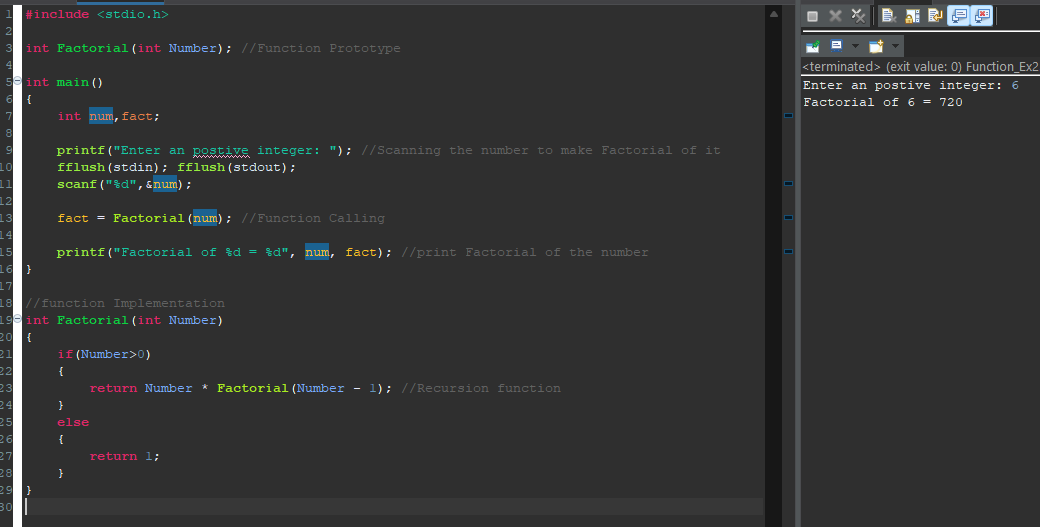 1 #include <stdio.h>
2
3 int Factorial(int Number); //Function Prototype
4
5 int main()
6 {
7 int num,fact;
8
9 printf("Enter an postive integer: "); //Scanning the number to make Factorial of it
10 fflush(stdin); fflush(stdout);
11 scanf("%d",&num);
12
13 fact = Factorial(num); //Function Calling
14
15 printf("Factorial of %d = %d", num, fact); //print Factorial of the number
16 }
17
18 //function Implementation
19 int Factorial(int Number)
20 {
21 if(Number>0)
22 {
23 return Number * Factorial(Number - 1); //Recursion function
24 }
25 else
26 {
27 return 1;
28 }
29 }
30
<terminated> (exit value: 0) Function_Ex2
Enter an postive integer: 6
Factorial of 6 = 720